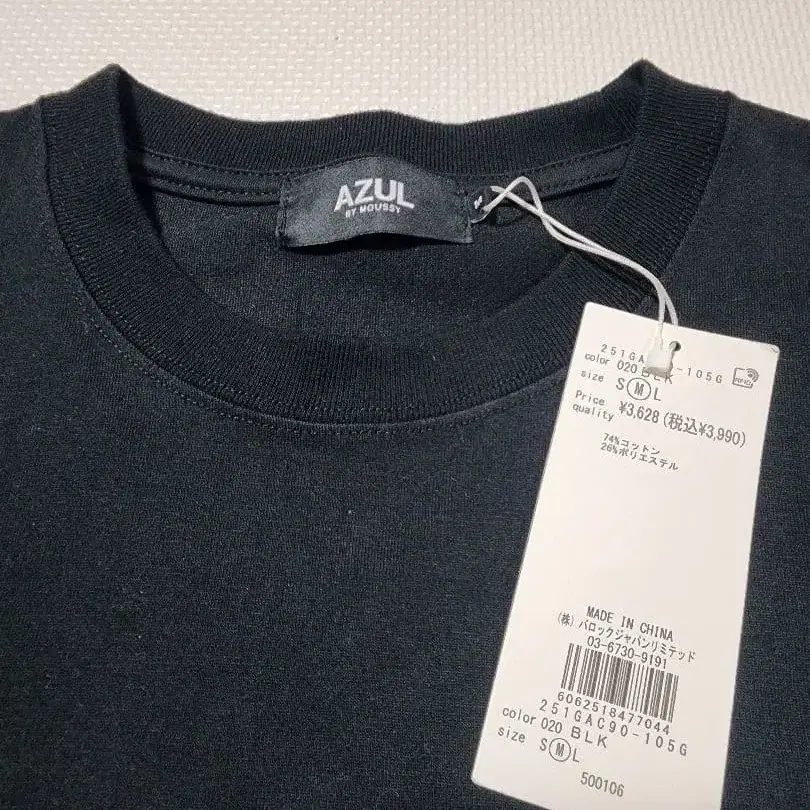 AZUL
BY MOUSSY
M
251GAC90-105G
color 020 BLK
size S M L
RFID
Price ¥3,628(税込¥3,990)
quality
74%コットン
26%ポリエステル
MADE IN CHINA
(株)バロックジャパンリミテッド
03-6730-9191
6062518477044
251GAC90-105G
color 020 BLK
size S M L
500106